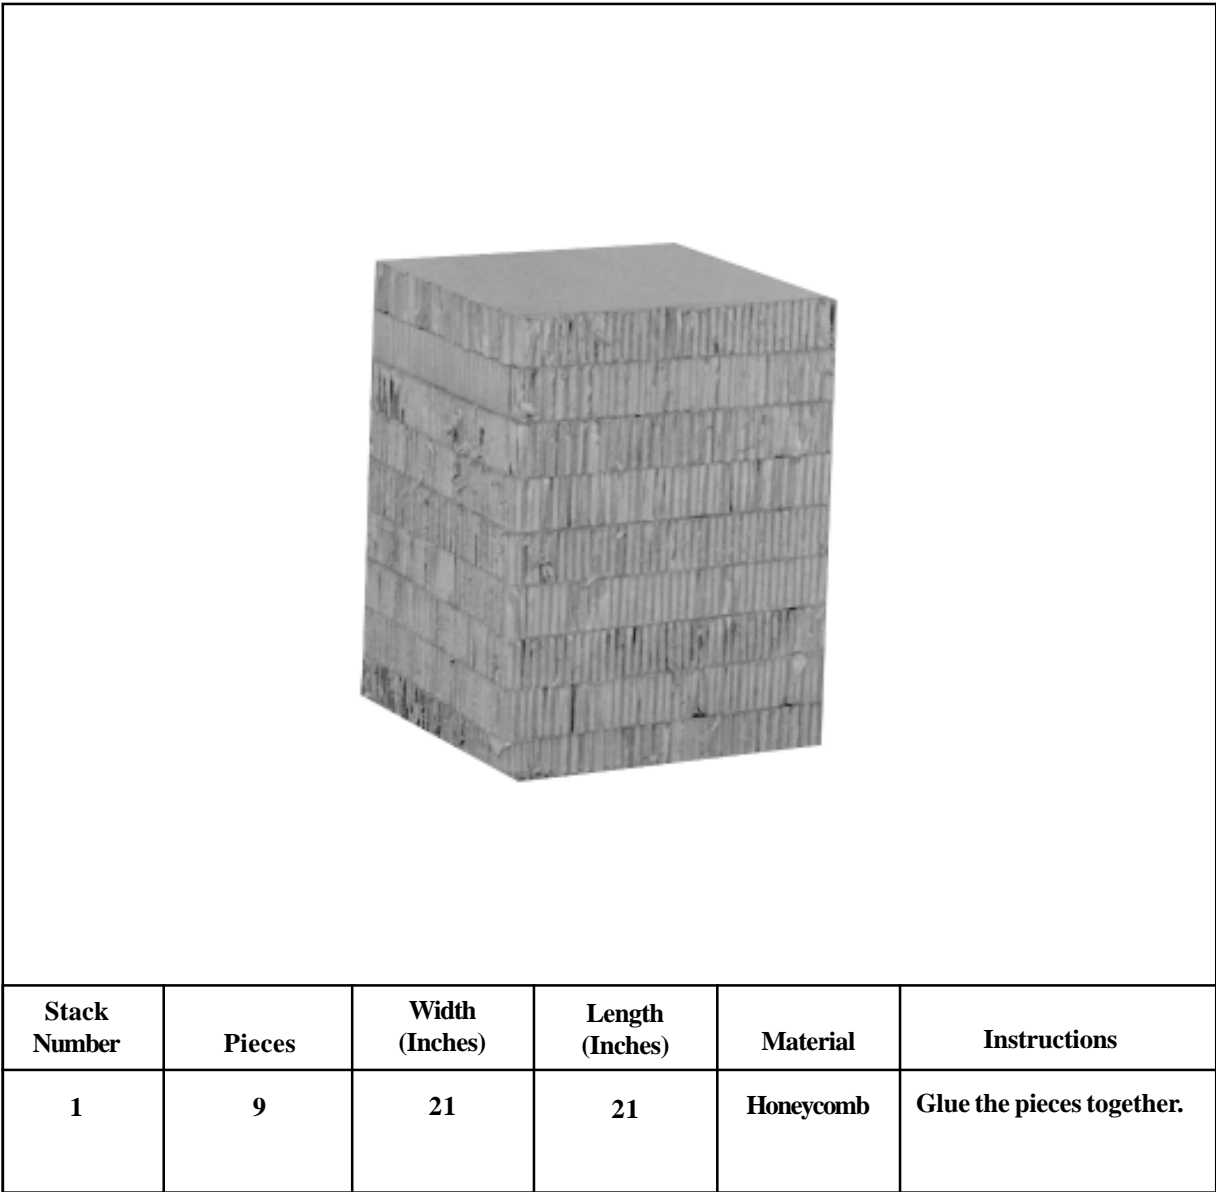 Stack Number
Pieces
Width (Inches)
Length (Inches)
Material
Instructions
1
9
21
21
Honeycomb
Glue the pieces together.